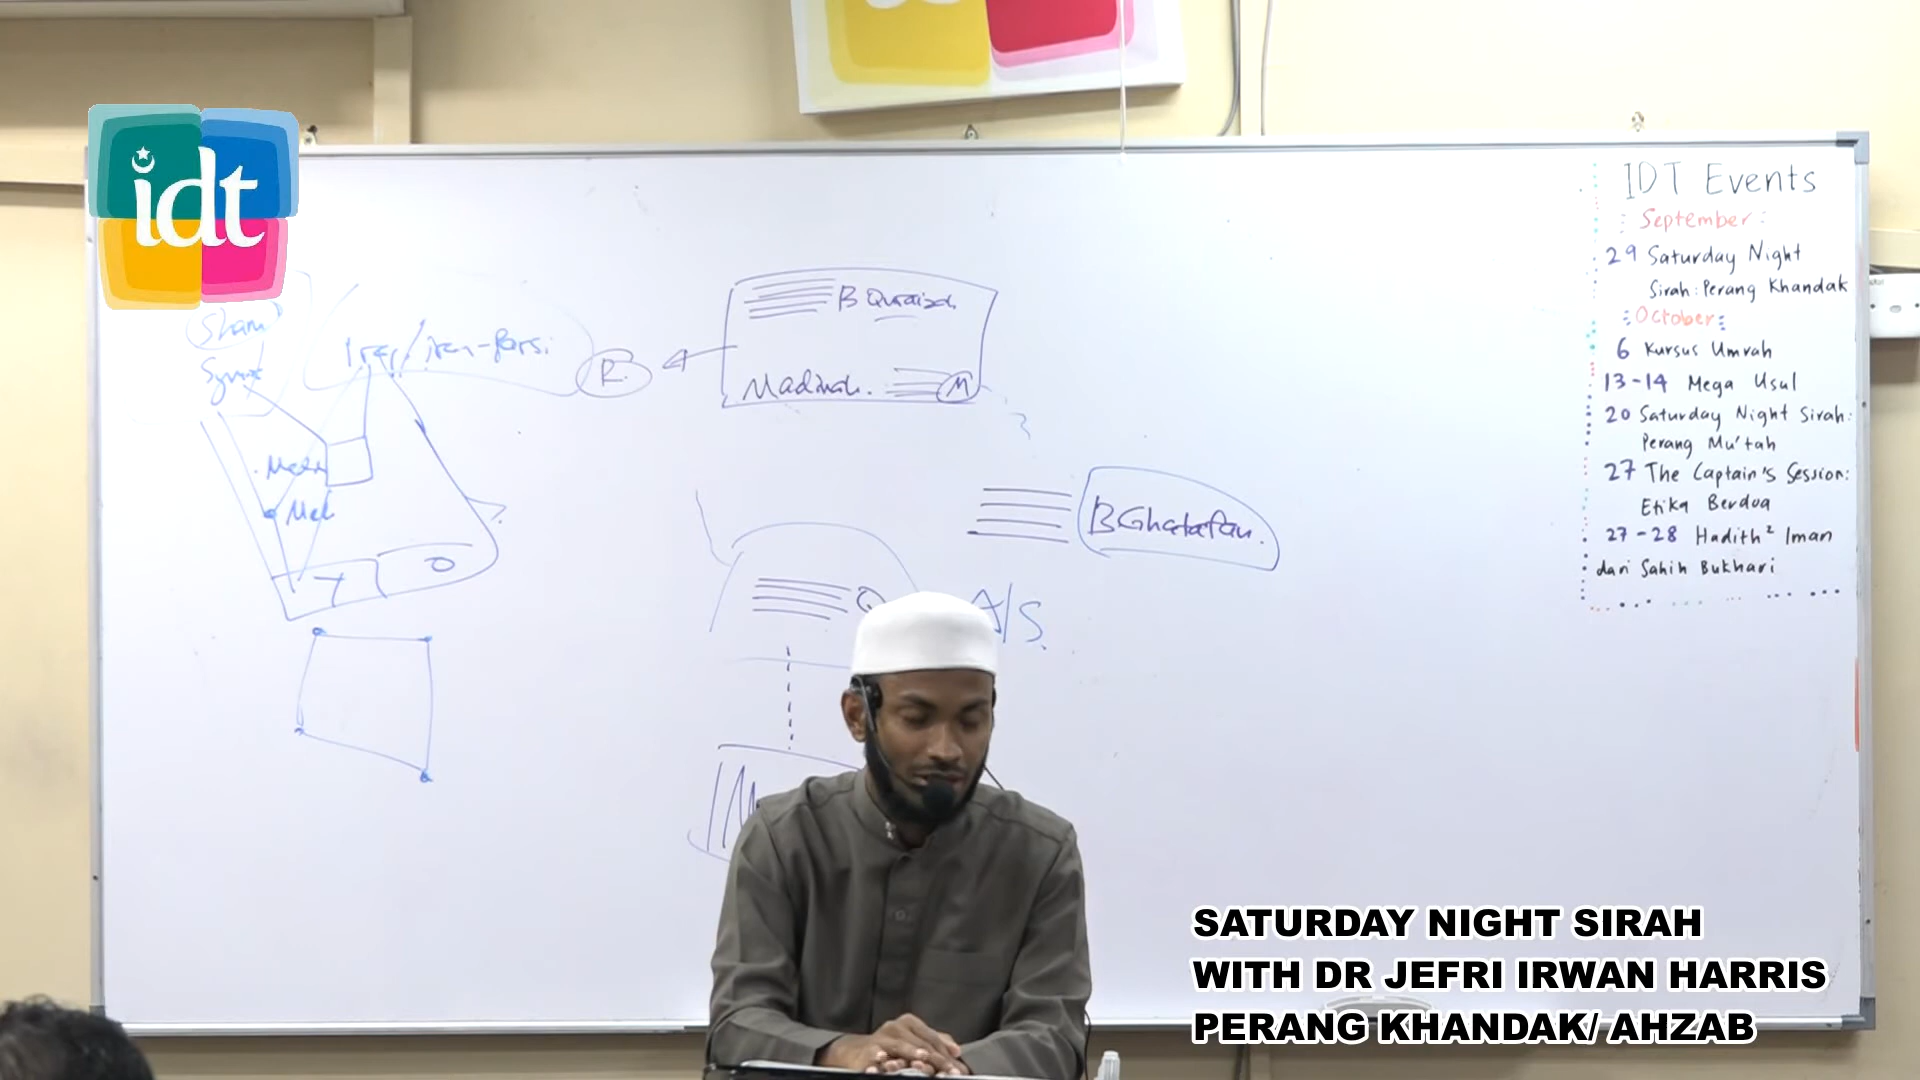 idt
IDT Events
September:
29 Saturday Night
Sirah: Perang Khandak
October:
6 Kursus Umrah
13-14 Mega Usul
20 Saturday Night Sirah:
Perang Mu'tah
27 The Captain's Session:
Etika Berdoa
27-28 Hadith² Iman
dari Sahih Bukhari
Sham
B Quraizah
R
Madinah.
M
B Ghatafan.
A/S.
Y
O
SATURDAY NIGHT SIRAH
WITH DR JEFRI IRWAN HARRIS
PERANG KHANDAK/ AHZAB